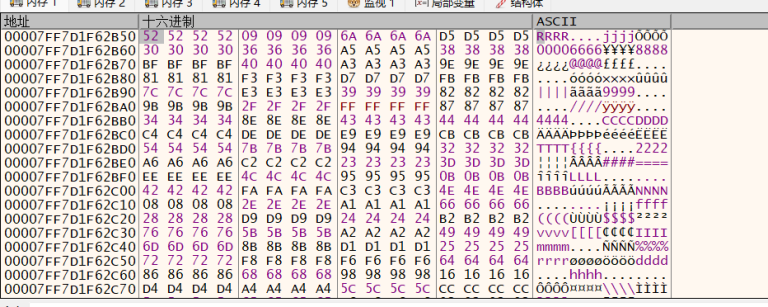 内存 1 内存 2 内存 3 内存 4 内存 5 监视 1 [x=]局部变量 结构体
地址 十六进制 ASCII
00007FF7D1F62B50 52 52 52 52 09 09 09 09 6A 6A 6A 6A D5 D5 D5 D5 RRRR....jjjjÕÕÕÕ
00007FF7D1F62B60 30 30 30 30 36 36 36 36 A5 A5 A5 A5 38 38 38 38 00006666¥¥¥¥8888
00007FF7D1F62B70 BF BF BF BF 40 40 40 40 A3 A3 A3 A3 9E 9E 9E 9E ¿¿¿¿@@@@££££....
00007FF7D1F62B80 81 81 81 81 F3 F3 F3 F3 D7 D7 D7 D7 FB FB FB FB ....óóóó××××ûûûû
00007FF7D1F62B90 7C 7C 7C 7C E3 E3 E3 E3 39 39 39 39 82 82 82 82 ||||ãããã9999....
00007FF7D1F62BA0 9B 9B 9B 9B 2F 2F 2F 2F FF FF FF FF 87 87 87 87 ....////ÿÿÿÿ....
00007FF7D1F62BB0 34 34 34 34 8E 8E 8E 8E 43 43 43 43 44 44 44 44 4444....CCCCDDDD
00007FF7D1F62BC0 C4 C4 C4 C4 DE DE DE DE E9 E9 E9 E9 CB CB CB CB ÄÄÄÄÞÞÞÞééééËËËË
00007FF7D1F62BD0 54 54 54 54 7B 7B 7B 7B 94 94 94 94 32 32 32 32 TTTT{{{{....2222
00007FF7D1F62BE0 A6 A6 A6 A6 C2 C2 C2 C2 23 23 23 23 3D 3D 3D 3D ¦¦¦¦ÂÂÂÂ####====
00007FF7D1F62BF0 EE EE EE EE 4C 4C 4C 4C 95 95 95 95 0B 0B 0B 0B îîîîLLLL........
00007FF7D1F62C00 42 42 42 42 FA FA FA FA C3 C3 C3 C3 4E 4E 4E 4E BBBBúúúúÃÃÃÃNNNN
00007FF7D1F62C10 08 08 08 08 2E 2E 2E 2E A1 A1 A1 A1 66 66 66 66 ........¡¡¡¡ffff
00007FF7D1F62C20 28 28 28 28 D9 D9 D9 D9 24 24 24 24 B2 B2 B2 B2 ((((ÙÙÙÙ$$$$²²²²
00007FF7D1F62C30 76 76 76 76 5B 5B 5B 5B A2 A2 A2 A2 49 49 49 49 vvvv[[[[¢¢¢¢IIII
00007FF7D1F62C40 6D 6D 6D 6D 8B 8B 8B 8B D1 D1 D1 D1 25 25 25 25 mmmm....ÑÑÑÑ%%%%
00007FF7D1F62C50 72 72 72 72 F8 F8 F8 F8 F6 F6 F6 F6 64 64 64 64 rrrrøøøøöööödddd
00007FF7D1F62C60 86 86 86 86 68 68 68 68 98 98 98 98 16 16 16 16 ....hhhh........
00007FF7D1F62C70 D4 D4 D4 D4 A4 A4 A4 A4 5C 5C 5C 5C CC CC CC CC ÔÔÔÔ¤¤¤¤\\\\ÌÌÌÌ